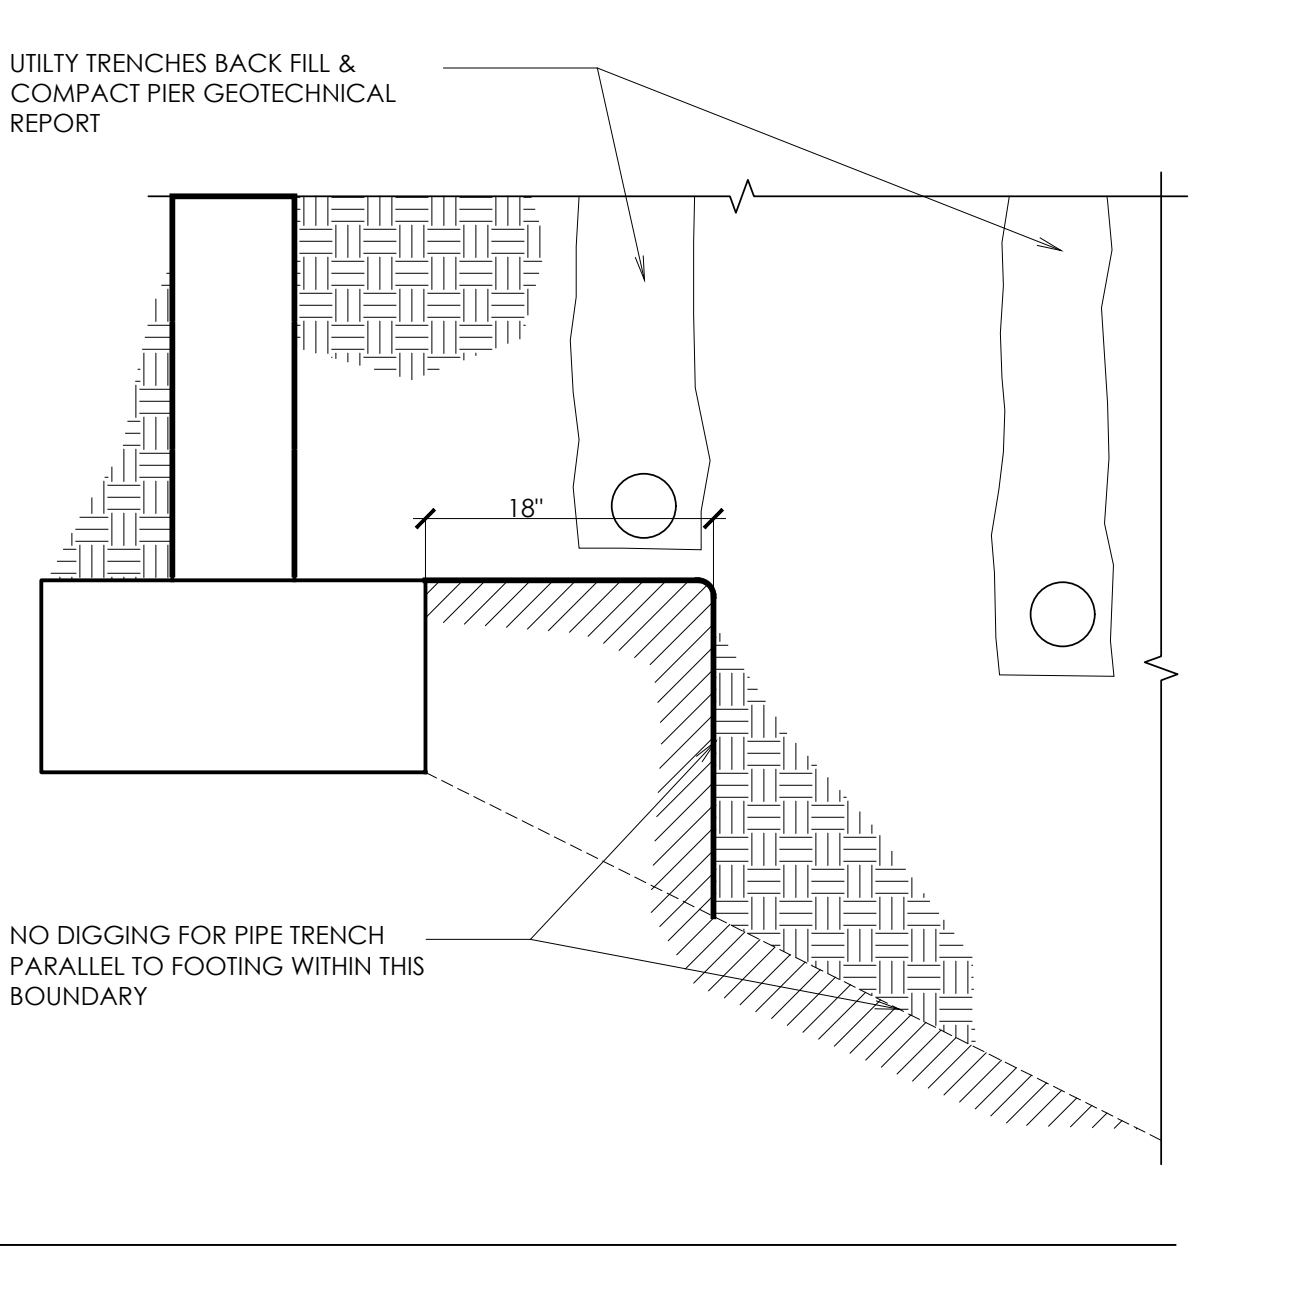 UTILTY TRENCHES BACK FILL &
COMPACT PIER GEOTECHNICAL
REPORT
18"
NO DIGGING FOR PIPE TRENCH
PARALLEL TO FOOTING WITHIN THIS
BOUNDARY